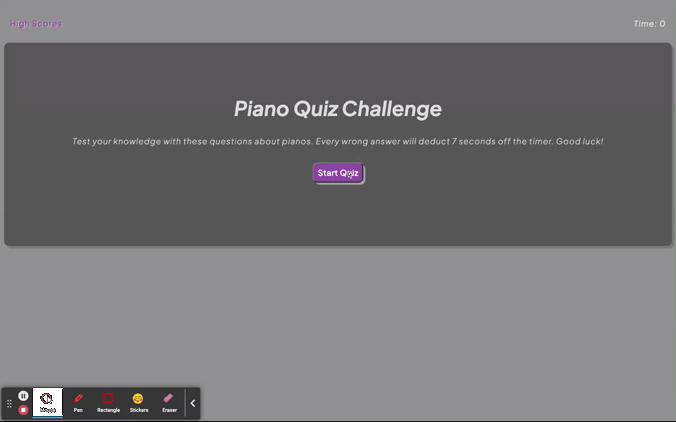 High Scores
Time: 0
Piano Quiz Challenge
Test your knowledge with these questions about pianos. Every wrong answer will deduct 7 seconds off the timer. Good luck!
Start Quiz
Pen
Rectangle
Stickers
Eraser